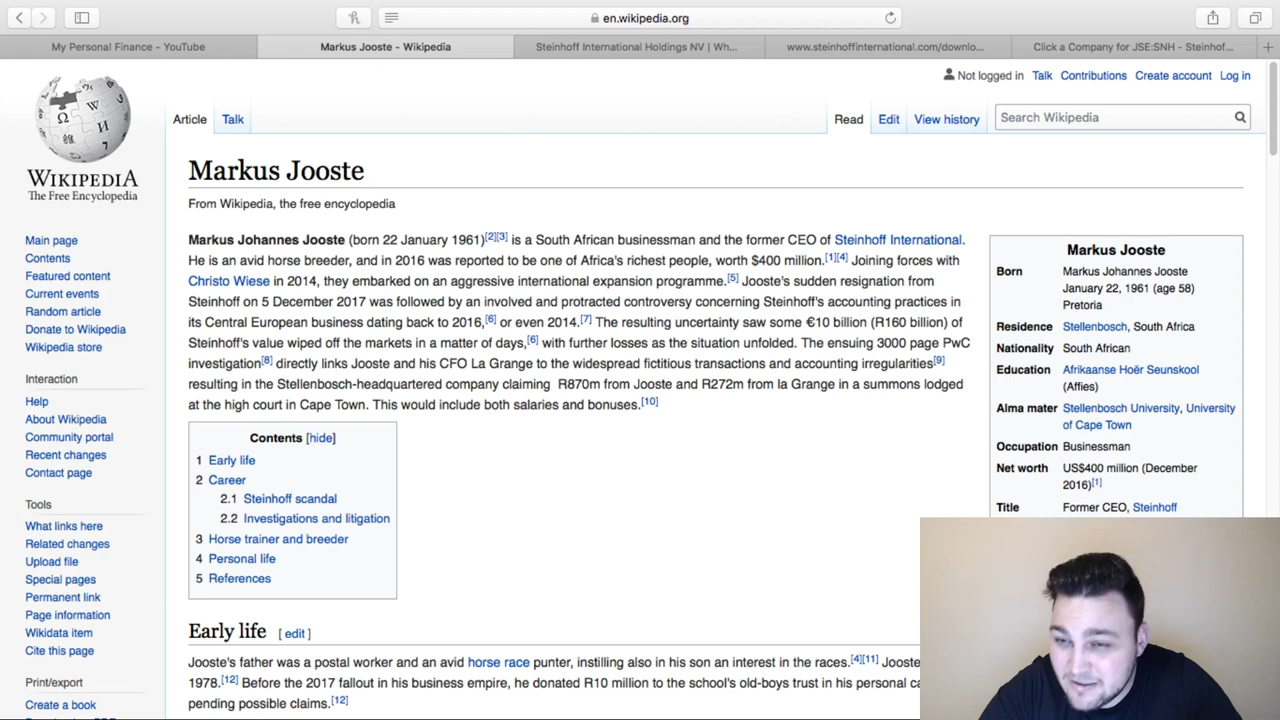 en.wikipedia.org
My Personal Finance - YouTube
Markus Jooste - Wikipedia
Steinhoff International Holdings NV | Wh...
www.steinhoffinternational.com/downlo...
Click a Company for JSE:SNH - Steinhof...
Not logged in Talk Contributions Create account Log in
Article Talk
Read Edit View history
Search Wikipedia
WIKIPEDIA
The Free Encyclopedia
Main page
Contents
Featured content
Current events
Random article
Donate to Wikipedia
Wikipedia store
Interaction
Help
About Wikipedia
Community portal
Recent changes
Contact page
Tools
What links here
Related changes
Upload file
Special pages
Permanent link
Page information
Wikidata item
Cite this page
Print/export
Create a book
Markus Jooste
From Wikipedia, the free encyclopedia
Markus Johannes Jooste (born 22 January 1961)[2][3] is a South African businessman and the former CEO of Steinhoff International.
He is an avid horse breeder, and in 2016 was reported to be one of Africa's richest people, worth $400 million.[1][4] Joining forces with
Christo Wiese in 2014, they embarked on an aggressive international expansion programme.[5] Jooste's sudden resignation from
Steinhoff on 5 December 2017 was followed by an involved and protracted controversy concerning Steinhoff's accounting practices in
its Central European business dating back to 2016,[6] or even 2014.[7] The resulting uncertainty saw some €10 billion (R160 billion) of
Steinhoff's value wiped off the markets in a matter of days,[6] with further losses as the situation unfolded. The ensuing 3000 page PwC
investigation[8] directly links Jooste and his CFO La Grange to the widespread fictitious transactions and accounting irregularities[9]
resulting in the Stellenbosch-headquartered company claiming R870m from Jooste and R272m from la Grange in a summons lodged
at the high court in Cape Town. This would include both salaries and bonuses.[10]
Contents [hide]
1 Early life
2 Career
2.1 Steinhoff scandal
2.2 Investigations and litigation
3 Horse trainer and breeder
4 Personal life
5 References
Markus Jooste
Born Markus Johannes Jooste
January 22, 1961 (age 58)
Pretoria
Residence Stellenbosch, South Africa
Nationality South African
Education Afrikaanse Hoër Seunskool
(Affies)
Alma mater Stellenbosch University, University
of Cape Town
Occupation Businessman
Net worth US$400 million (December
2016)[1]
Title Former CEO, Steinhoff
Early life [ edit ]
Jooste's father was a postal worker and an avid horse race punter, instilling also in his son an interest in the races.[4][11] Jooste
1978.[12] Before the 2017 fallout in his business empire, he donated R10 million to the school's old-boys trust in his personal
pending possible claims.[12]